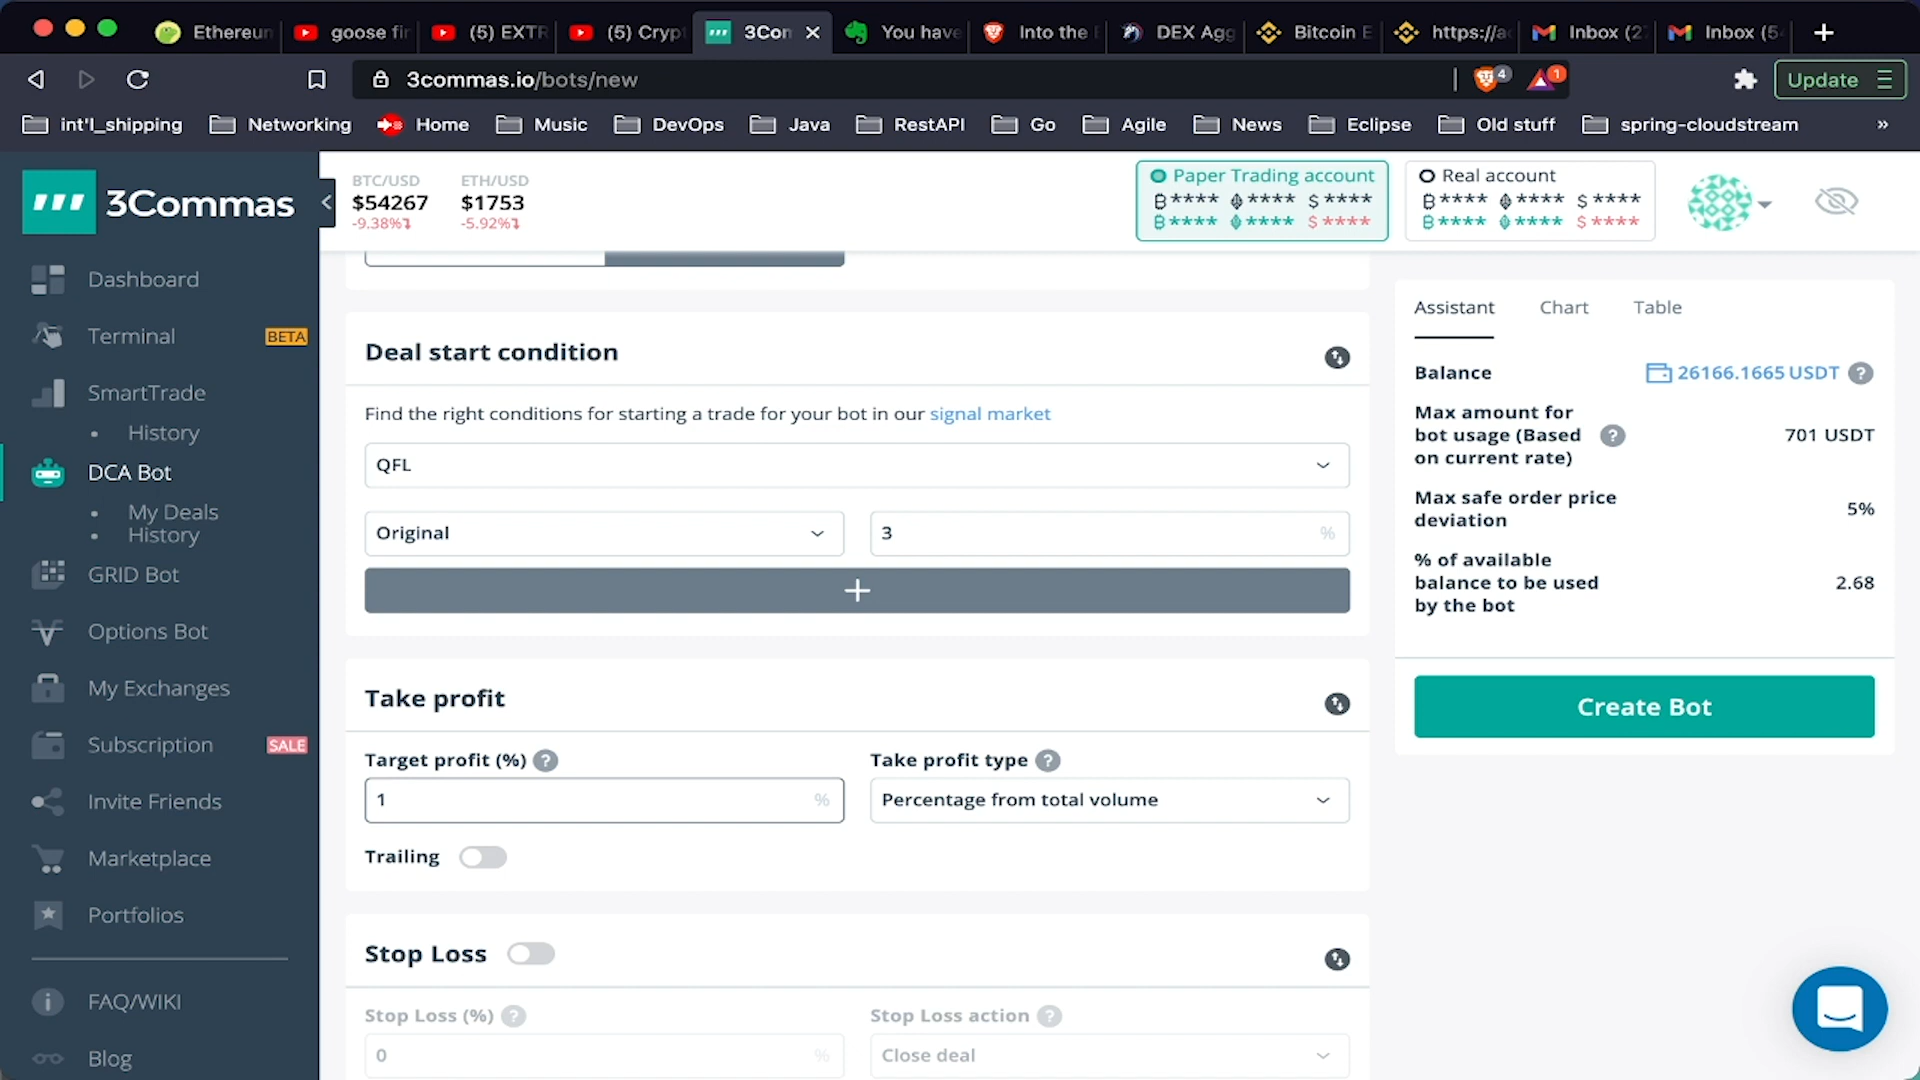 Ethereun
goose fir
(5) EXTR
(5) Crypt
3Con
You have
Into the
DEX Agg
Bitcoin E
https://a
Inbox (2
Inbox (5
3commas.io/bots/new
4
1
Update
int'l_shipping
Networking
Home
Music
DevOps
Java
RestAPI
Go
Agile
News
Eclipse
Old stuff
spring-cloudstream
»
3Commas
BTC/USD
$54267
-9.38%
ETH/USD
$1753
-5.92%
Paper Trading account
**** **** $ ****
**** **** $ ****
Real account
**** **** $ ****
**** **** $ ****
Dashboard
Terminal
BETA
SmartTrade
• History
DCA Bot
• My Deals
• History
GRID Bot
Options Bot
My Exchanges
Subscription
SALE
Invite Friends
Marketplace
Portfolios
FAQ/WIKI
Blog
Deal start condition
Find the right conditions for starting a trade for your bot in our signal market
QFL
Original
3 %
+
Take profit
Target profit (%) ?
1 %
Take profit type ?
Percentage from total volume
Trailing
Stop Loss
Stop Loss (%) ?
0 %
Stop Loss action ?
Close deal
Assistant
Chart
Table
Balance
26166.1665 USDT ?
Max amount for
bot usage (Based ?
on current rate)
701 USDT
Max safe order price
deviation
5%
% of available
balance to be used
by the bot
2.68
Create Bot